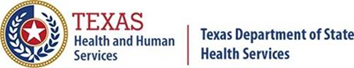 TEXAS
Health and Human
Services
Texas Department of State
Health Services